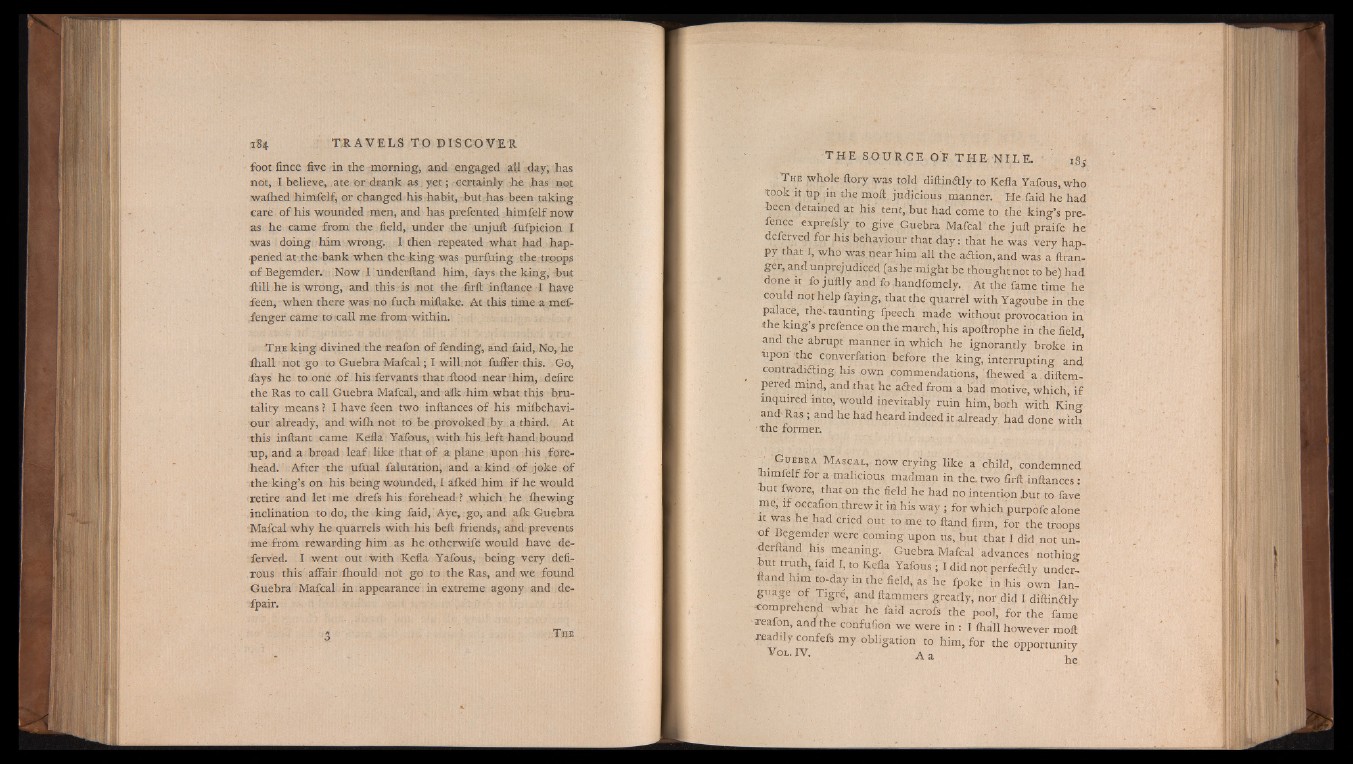 184 TRAVELS TO DISCOVER
foot ſince five in the morning, and engaged all day, has
not, I believe, ate or drank as yet; certainly he has not
waſhed himſelf, or changed his habit, but has been taking
care of his wounded men, and has preſented himſelf now
as he came from the field, under the unjuſt ſuſpicion I
was doing him wrong. I then repeated what had hap-
pened at the bank when the king was purſuing the troops
of Begemder. Now I underſtand him, ſays the king, but
ſtill he is wrong, and this is not the firſt inſtance I have
ſeen, when there was no ſuch miſtake. At this time a meſ-
ſenger came to call me from within.
THE king divined the reaſon of ſending, and ſaid, No, he
ſhall not go to Guebra Maſcal; I will not ſuffer this. Go,
ſays he to one of his ſervants that ſtood near him, deſire
the Ras to call Guebra Maſcal, and aſk him what this bru-
tality means? I have ſeen two inſtances of his miſbehavi-
our already, and wiſh not to be provoked by a third. At
this inſtant came Keſla Yaſous, with his left hand bound
up, and a broad leaf like that of a plane upon his fore-
head. After the uſual ſalutation, and a kind of joke of
the king's on his being wounded, I aſked him if he would
retire and let me dreſs his forehead? which he ſhewing
inclination to do, the king ſaid, Aye, go, and aſk Guebra
Maſcal why he quarrels with his beſt friends, and prevents
me from rewarding him as he otherwiſe would have de-
ſerved. I went out with Keſla Yaſous, being very deſi-
rous this affair ſhould not go to the Ras, and we found
Guebra Maſcal in appearance in extreme agony and de-
ſpair.
3 THE
THE SOURCE OF THE NILE. 185
THE whole ſtory was told diſtinctly to Keſla Yaſous, who
took it up in the moſt judicious manner. He ſaid he had
been detained at his tent, but had come to the king's pre-
ſence expreſsly to give Guebra Maſcal the juſt praiſe he
deſerved for his behaviour that day: that he was very hap-
py that I, who was near him all the action, and was a ſtran-
ger, and unprejudiced (as he might be thought not to be) had
done it ſo juſtly and ſo handſomely. At the ſame time he
could not help ſaying, that the quarrel with Yagoube in the
palace, the taunting ſpeech made without provocation in
the king's preſence on the march, his apoſtrophe in the field,
and the abrupt manner in which he ignorantly broke in
upon the converſation before the king, interrupting and
contradicting his own commendations, ſhewed a diſtem-
pered mind, and that he acted from a bad motive, which, if
inquired into, would inevitably ruin him, both with King
and Ras; and he had heard indeed it already had done with
the former.
GUEBRA MASCAL, now crying like a child, condemned
himſelf for a malicious madman in the two firſt inſtances;
but ſwore, that on the field he had no intention but to ſave
me, if occaſion threw it in his way; for which purpoſe alone
it was he had cried out to me to ſtand firm, for the troops
of Begemder were coming upon us, but that I did not un-
derſtand his meaning. Guebra Maſcal advances nothing
but truth, ſaid I, to Keſla Yaſous; I did not perfectly under-
ſtand him to-day in the field, as he ſpoke in his own lan-
guage of Tigré, and ſtammers greatly, nor did I diſtinctly
comprehend what he ſaid acroſs the pool, for the ſame
reaſon, and the confuſion we were in: I ſhall however moſt
readily confeſs my obligation to him, for the opportunity
VOL. IV. A a he